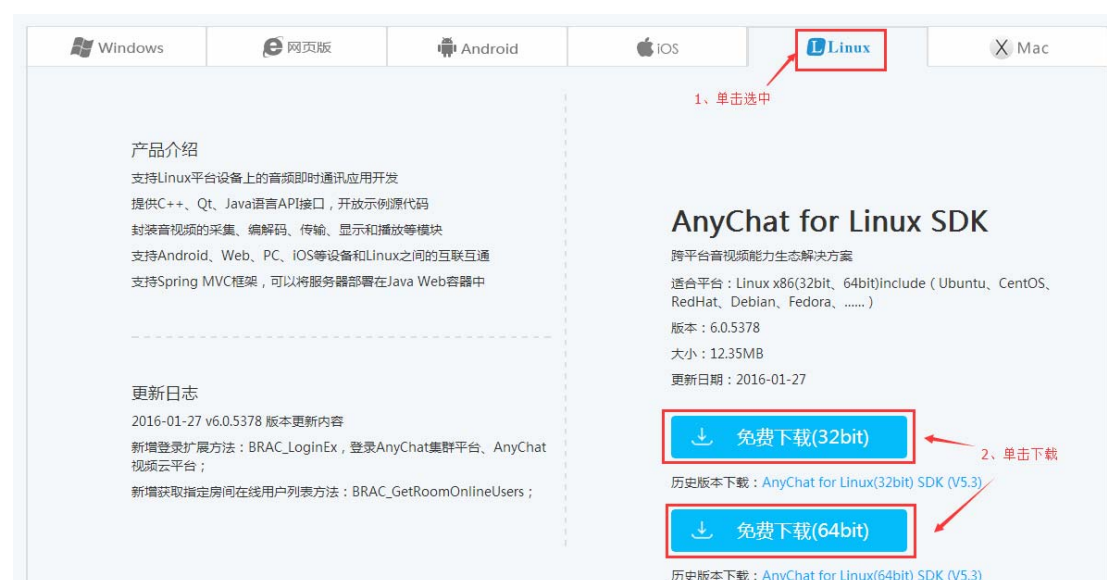 Windows
网页版
Android
iOS
Linux
Mac
1、单击选中
产品介绍
支持Linux平台设备上的音频即时通讯应用开发
提供C++、Qt、Java语言API接口，开放示例源代码
封装音视频的采集、编解码、传输、显示和播放等模块
支持Android、Web、PC、iOS等设备和Linux之间的互联互通
支持Spring MVC框架，可以将服务器部署在Java Web容器中
更新日志
2016-01-27 v6.0.5378 版本更新内容
新增登录扩展方法：BRAC_LoginEx，登录AnyChat集群平台、AnyChat
视频云平台；
新增获取指定房间在线用户列表方法：BRAC_GetRoomOnlineUsers；
AnyChat for Linux SDK
跨平台音视频能力生态解决方案
适合平台：Linux x86(32bit、64bit)include（Ubuntu、CentOS、
RedHat、Debian、Fedora、......）
版本：6.0.5378
大小：12.35MB
更新日期：2016-01-27
免费下载(32bit)
2、单击下载
历史版本下载：AnyChat for Linux(32bit) SDK (V5.3)
免费下载(64bit)
历史版本下载：AnyChat for Linux(64bit) SDK (V5.3)